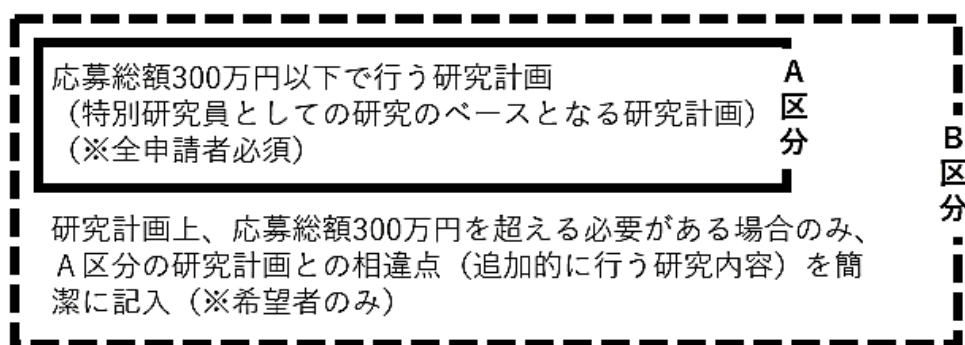 応募総額300万円以下で行う研究計画
（特別研究員としての研究のベースとなる研究計画）
（※全申請者必須）
A区分
研究計画上、応募総額300万円を超える必要がある場合のみ、
A区分の研究計画との相違点（追加的に行う研究内容）を簡
潔に記入（※希望者のみ）
B区分